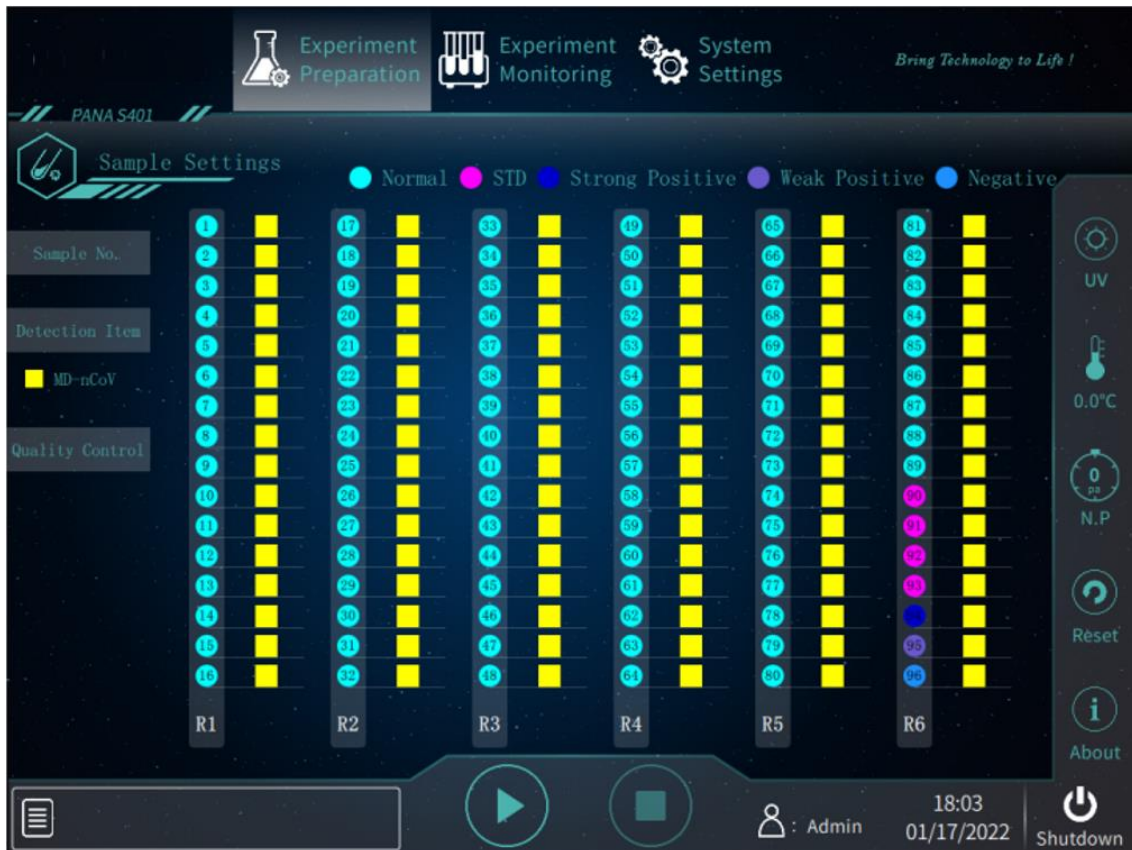 Experiment
Preparation
Experiment
Monitoring
System
Settings
Bring Technology to Life !
PANA S401
Sample Settings
Normal STD Strong Positive Weak Positive Negative
Sample No.
Detection Item
MD-nCoV
Quality Control
1 17 33 49 65 81
2 18 34 50 66 82
3 19 35 51 67 83
4 20 36 52 68 84
5 21 37 53 69 85
6 22 38 54 70 86
7 23 39 55 71 87
8 24 40 56 72 88
9 25 41 57 73 89
10 26 42 58 74 90
11 27 43 59 75 91
12 28 44 60 76 92
13 29 45 61 77 93
14 30 46 62 78 94
15 31 47 63 79 95
16 32 48 64 80 96
R1 R2 R3 R4 R5 R6
UV
0.0°C
0
pa
N.P
Reset
i
About
: Admin
18:03
01/17/2022
Shutdown